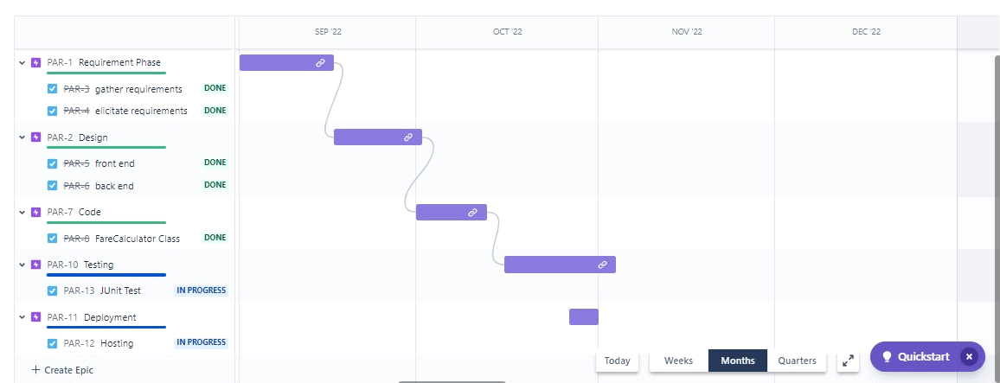 SEP '22 OCT '22 NOV '22 DEC '22
PAR-1 Requirement Phase
PAR-3 gather requirements DONE
PAR-4 elicitate requirements DONE
PAR-2 Design
PAR-5 front end DONE
PAR-6 back end DONE
PAR-7 Code
PAR-8 FareCalculator Class DONE
PAR-10 Testing
PAR-13 JUnit Test IN PROGRESS
PAR-11 Deployment
PAR-12 Hosting IN PROGRESS
+ Create Epic
Today Weeks Months Quarters Quickstart